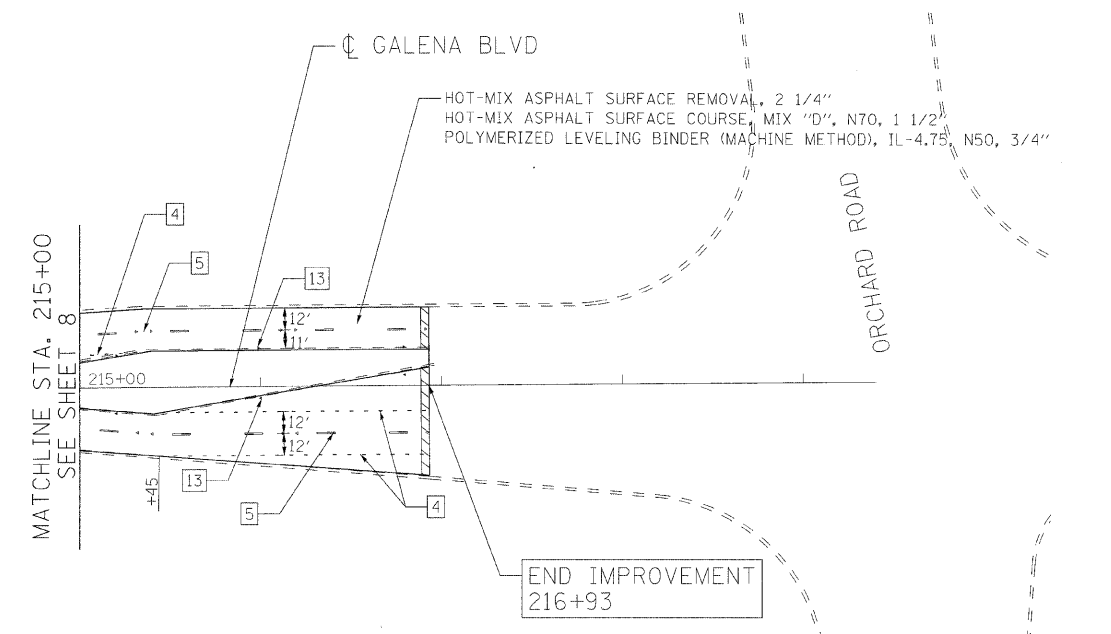 ℄ GALENA BLVD
HOT-MIX ASPHALT SURFACE REMOVAL, 2 1/4"
HOT-MIX ASPHALT SURFACE COURSE, MIX "D", N70, 1 1/2"
POLYMERIZED LEVELING BINDER (MACHINE METHOD), IL-4.75, N50, 3/4"
ORCHARD ROAD
MATCHLINE STA. 215+00
SEE SHEET 8
4
5
13
12'
11'
215+00
12'
12'
+45
13
5
4
END IMPROVEMENT
216+93